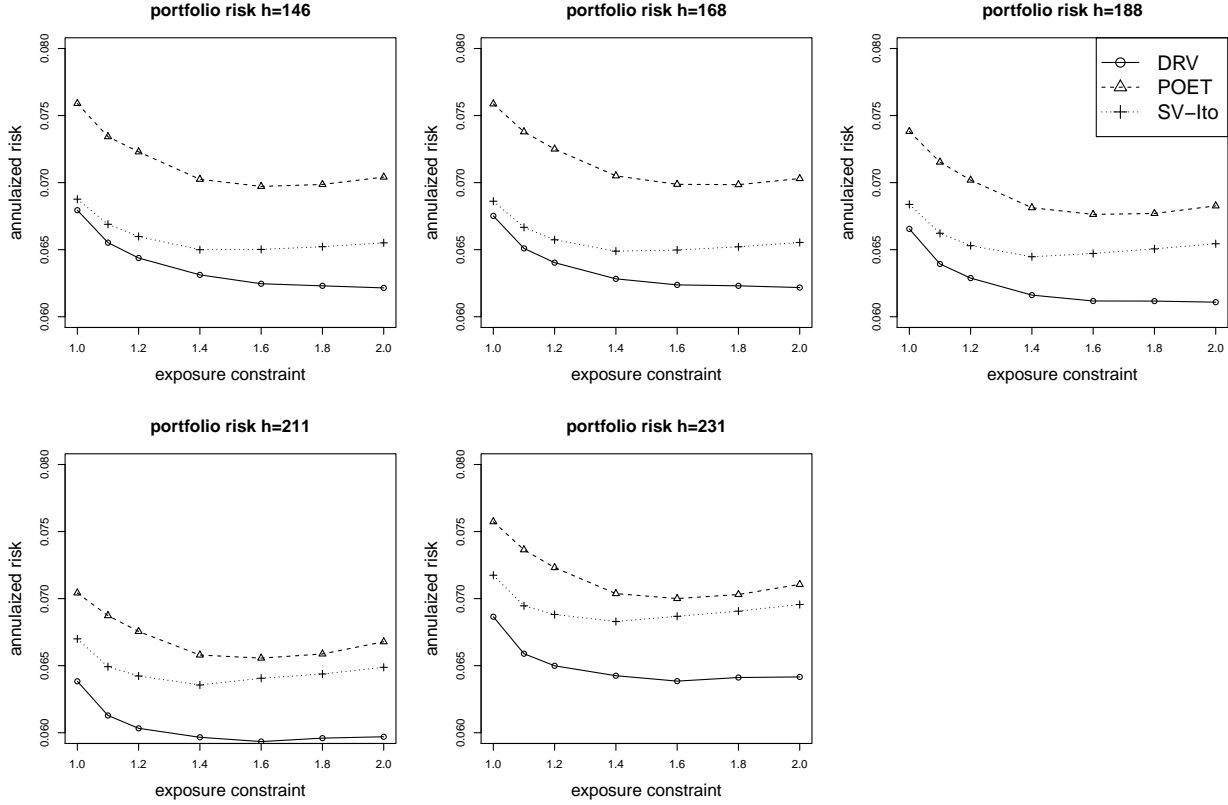 portfolio risk h=146
annulaized risk
0.080
0.075
0.070
0.065
0.060
1.0 1.2 1.4 1.6 1.8 2.0
exposure constraint
portfolio risk h=168
annulaized risk
0.080
0.075
0.070
0.065
0.060
1.0 1.2 1.4 1.6 1.8 2.0
exposure constraint
portfolio risk h=188
annulaized risk
0.080
0.075
0.070
0.065
0.060
1.0 1.2 1.4 1.6 1.8 2.0
exposure constraint
DRV
POET
SV−Ito
portfolio risk h=211
annulaized risk
0.080
0.075
0.070
0.065
0.060
1.0 1.2 1.4 1.6 1.8 2.0
exposure constraint
portfolio risk h=231
annulaized risk
0.080
0.075
0.070
0.065
0.060
1.0 1.2 1.4 1.6 1.8 2.0
exposure constraint